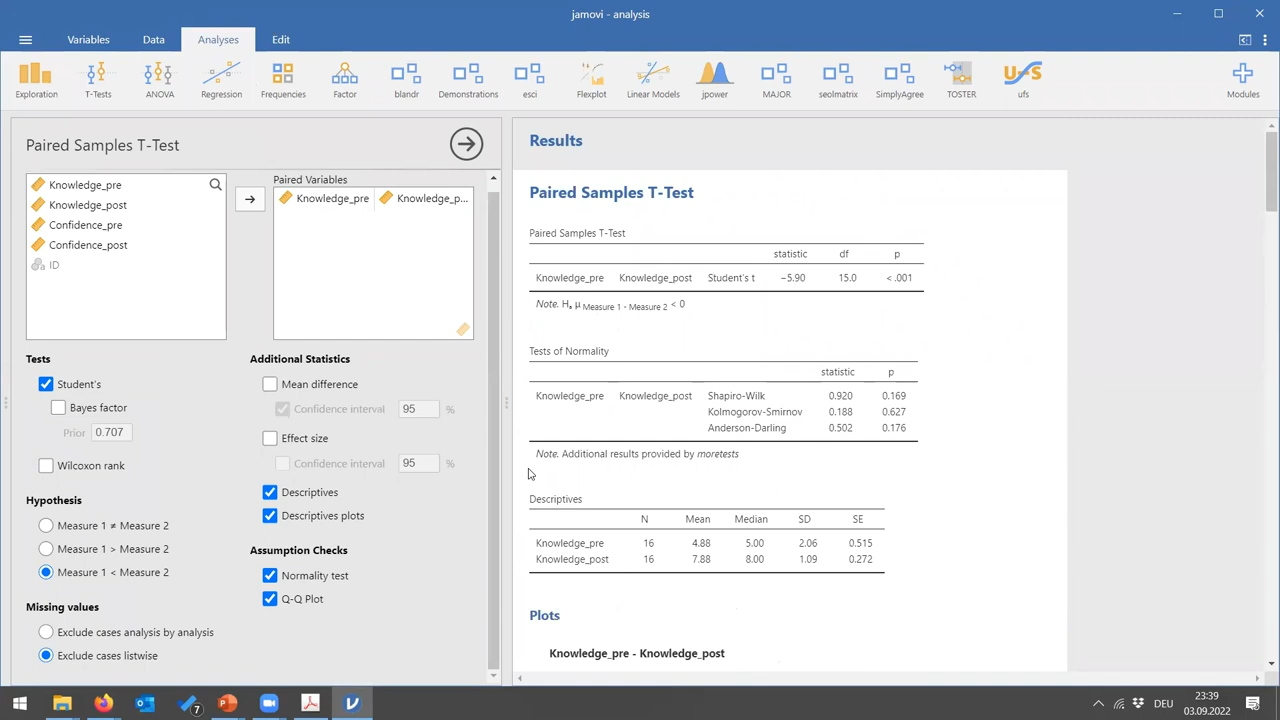 jamovi - analysis
Variables Data Analyses Edit
Exploration T-Tests ANOVA Regression Frequencies Factor blandr Demonstrations esci Flexplot Linear Models jpower MAJOR seolmatrix SimplyAgree TOSTER ufs Modules
Paired Samples T-Test
Knowledge_pre
Knowledge_post
Confidence_pre
Confidence_post
ID
Paired Variables
Knowledge_pre Knowledge_p...
Tests
Student's
Bayes factor
Prior 0.707
Wilcoxon rank
Hypothesis
Measure 1 ≠ Measure 2
Measure 1 > Measure 2
Measure 1 < Measure 2
Missing values
Exclude cases analysis by analysis
Exclude cases listwise
Additional Statistics
Mean difference
Confidence interval 95 %
Effect size
Confidence interval 95 %
Descriptives
Descriptives plots
Assumption Checks
Normality test
Q-Q Plot
Results
Paired Samples T-Test
Paired Samples T-Test
statistic df p
Knowledge_pre Knowledge_post Student's t −5.90 15.0 < .001
Note. Hₐ μ Measure 1 - Measure 2 < 0
Tests of Normality
statistic p
Knowledge_pre Knowledge_post Shapiro-Wilk 0.920 0.169
Kolmogorov-Smirnov 0.188 0.627
Anderson-Darling 0.502 0.176
Note. Additional results provided by moretests
Descriptives
N Mean Median SD SE
Knowledge_pre 16 4.88 5.00 2.06 0.515
Knowledge_post 16 7.88 8.00 1.09 0.272
Plots
Knowledge_pre - Knowledge_post
7
DEU
23:39
03.09.2022